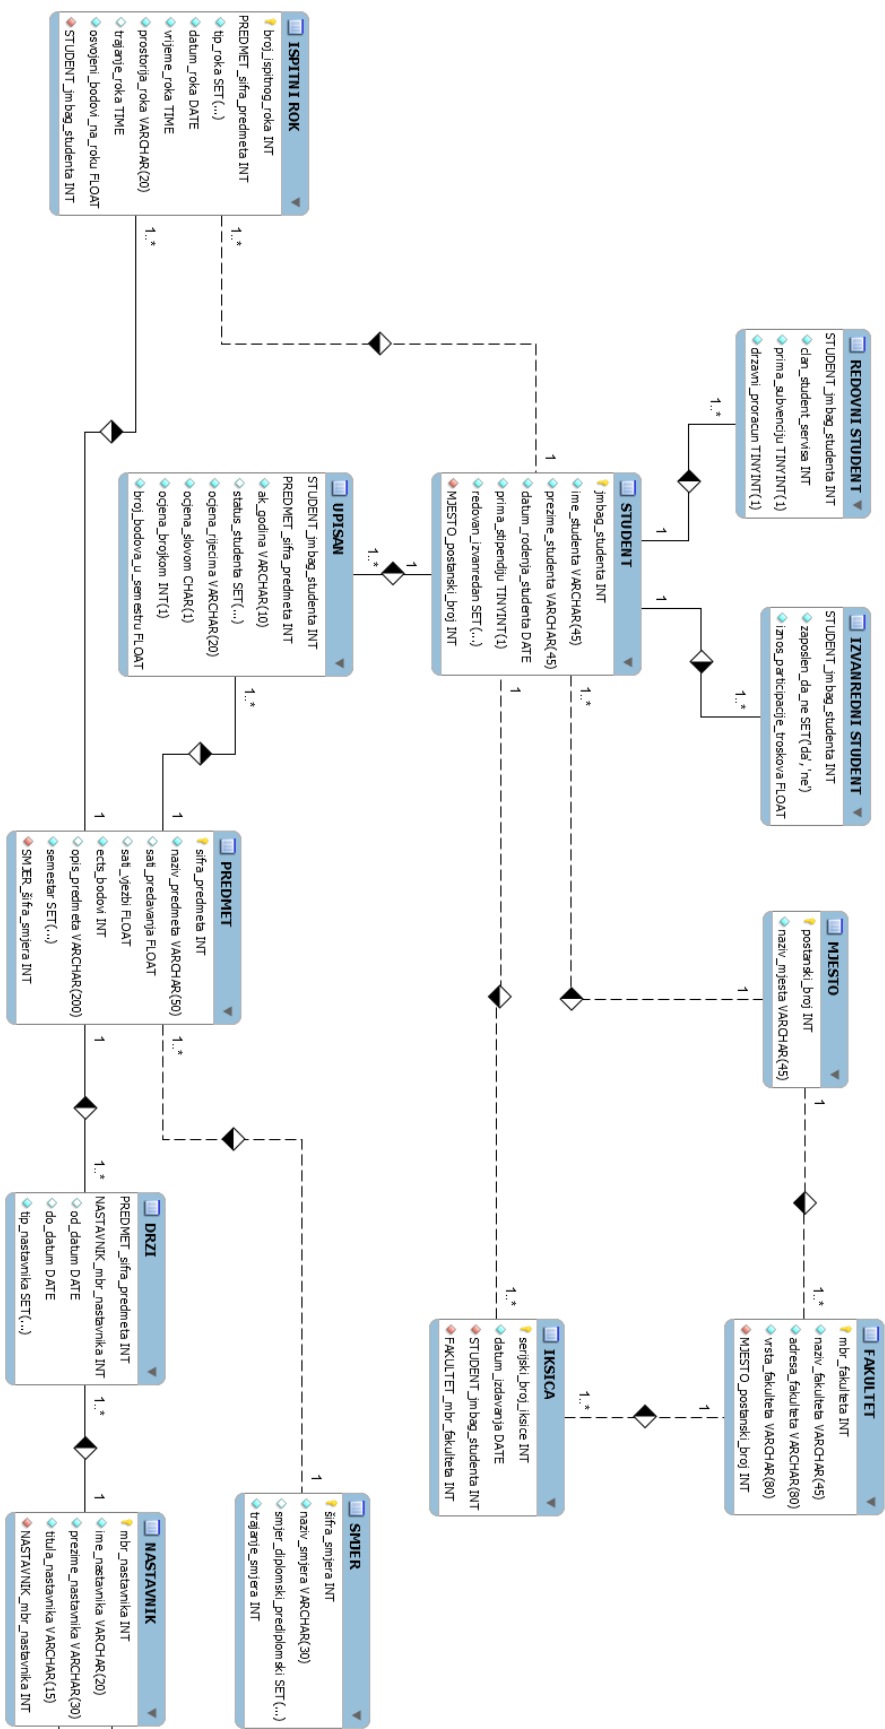 ISPITNI ROK
broj_ispitnog_roka INT
PREDMET_sifra_predmeta INT
tip_roka SET(...)
datum_roka DATE
vrijeme_roka TIME
prostorija_roka VARCHAR(20)
trajanje_roka TIME
osvojeni_bodovi_na_roku FLOAT
STUDENT_jmbag_studenta INT
1..*
1..*
REDOVNI STUDENT
STUDENT_jmbag_studenta INT
clan_student_servisa INT
prima_subvenciju TINYINT(1)
drzavni_proracun TINYINT(1)
1..*
1
1
STUDENT
jmbag_studenta INT
ime_studenta VARCHAR(45)
prezime_studenta VARCHAR(45)
datum_rodenja_studenta DATE
prima_stipendiju TINYINT(1)
redovan_izvanredan SET(...)
MJESTO_postanski_broj INT
1
1..*
UPISAN
STUDENT_jmbag_studenta INT
PREDMET_sifra_predmeta INT
ak_godina VARCHAR(10)
status_studenta SET(...)
ocjena_rijecima VARCHAR(20)
ocjena_slovom CHAR(1)
ocjena_brojkom INT(1)
broj_bodova_u_semestru FLOAT
IZVANREDNI STUDENT
STUDENT_jmbag_studenta INT
zaposlen_da_ne SET('da', 'ne')
iznos_participacije_troskova FLOAT
1
1..*
1..*
1
1..*
1
1
PREDMET
sifra_predmeta INT
naziv_predmeta VARCHAR(50)
sati_predavanja FLOAT
sati_vjezbi FLOAT
ects_bodovi INT
opis_predmeta VARCHAR(200)
semestar SET(...)
SMJER_šifra_smjera INT
MJESTO
postanski_broj INT
naziv_mjesta VARCHAR(45)
1
1
1..*
1
1..*
DRZI
PREDMET_sifra_predmeta INT
NASTAVNIK_mbr_nastavnika INT
od_datum DATE
do_datum DATE
tip_nastavnika SET(...)
1..*
1..*
FAKULTET
mbr_fakulteta INT
naziv_fakulteta VARCHAR(45)
adresa_fakulteta VARCHAR(80)
vrsta_fakulteta VARCHAR(80)
MJESTO_postanski_broj INT
1
1..*
IKSICA
serijski_broj_iksice INT
datum_izdavanja DATE
STUDENT_jmbag_studenta INT
FAKULTET_mbr_fakulteta INT
1..*
1
1
SMJER
šifra_smjera INT
naziv_smjera VARCHAR(30)
smjer_diplomski_prediplomski SET(...)
trajanje_smjera INT
NASTAVNIK
mbr_nastavnika INT
ime_nastavnika VARCHAR(20)
prezime_nastavnika VARCHAR(30)
titula_nastavnika VARCHAR(15)
NASTAVNIK_mbr_nastavnika INT